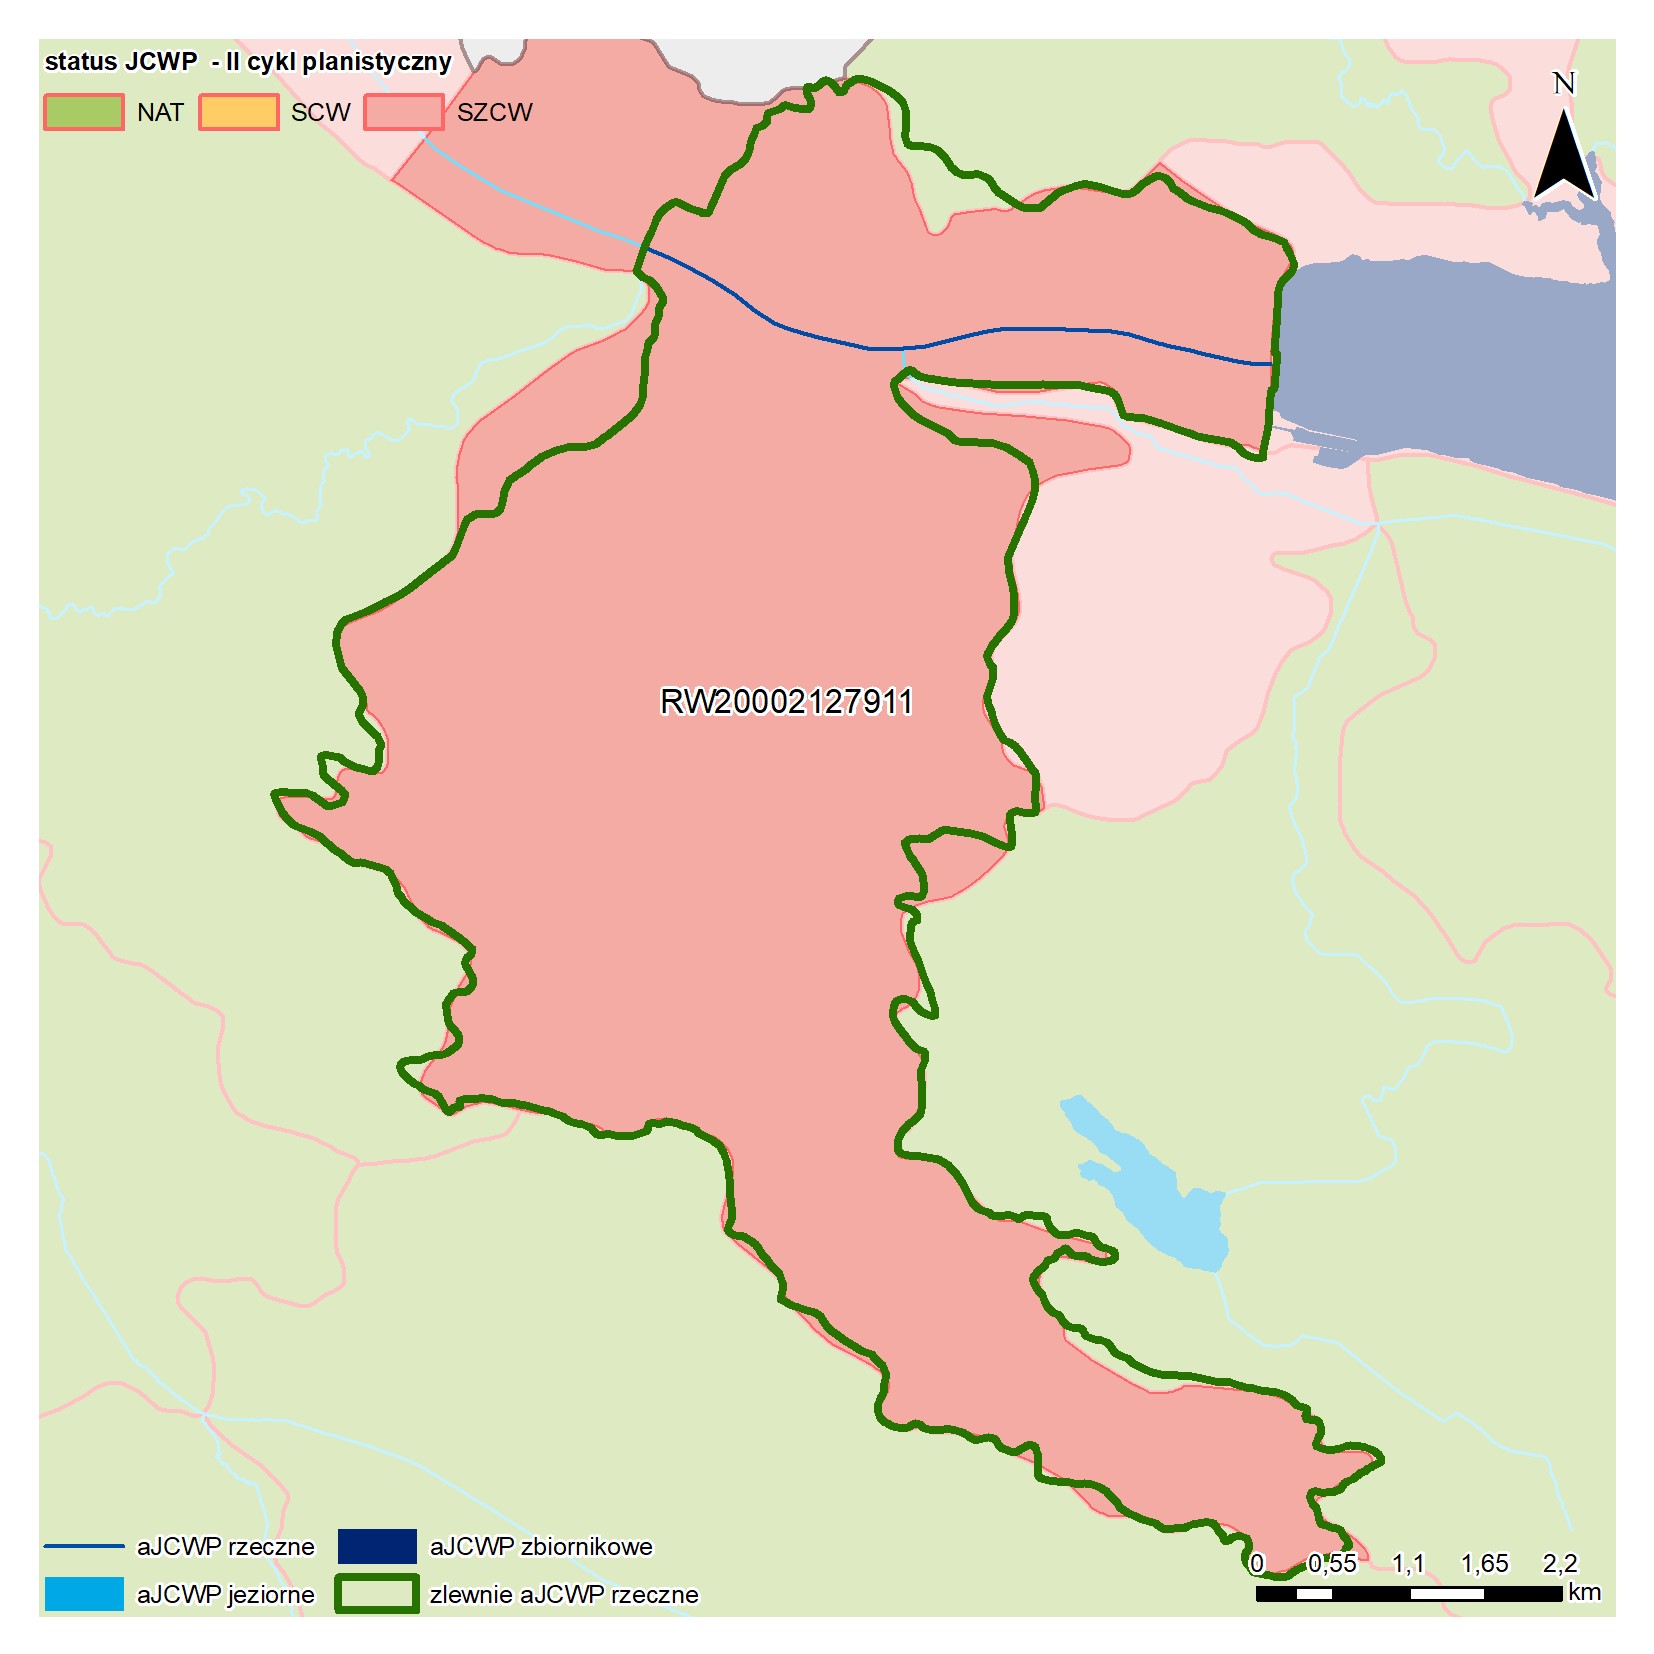 status JCWP - II cykl planistyczny
NAT SCW SZCW
N
RW20002127911
aJCWP rzeczne aJCWP zbiornikowe
aJCWP jeziorne zlewnie aJCWP rzeczne
0 0,55 1,1 1,65 2,2
km